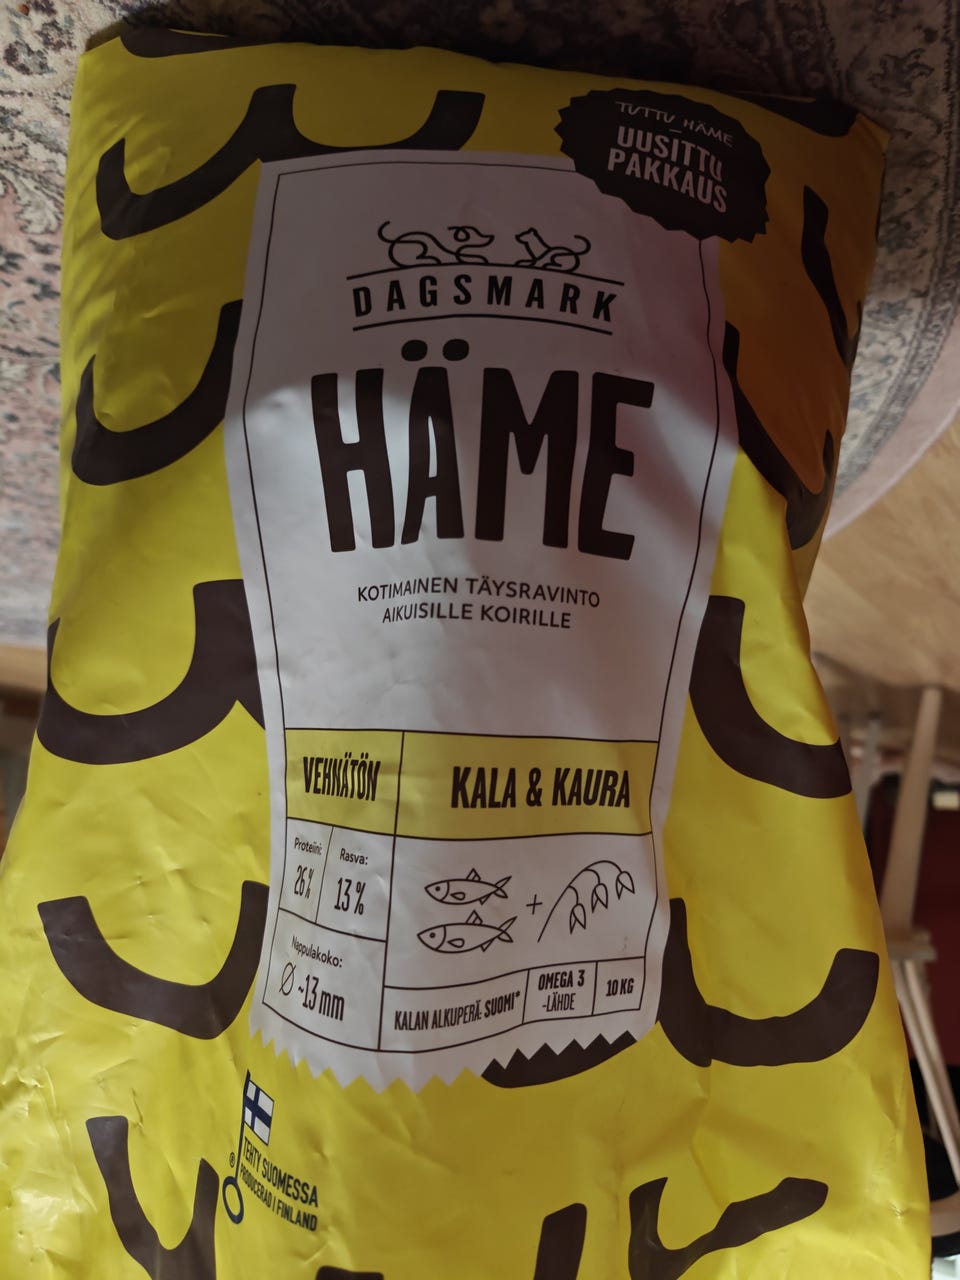 TUTTU HÄME
–
UUSITTU
PAKKAUS
DAGSMARK
HÄME
KOTIMAINEN TÄYSRAVINTO
AIKUISILLE KOIRILLE
VEHNÄTÖN
KALA & KAURA
Proteiini:
26 %
Rasva:
13 %
+
Nappulakoko:
Ø ~13 mm
KALAN ALKUPERÄ: SUOMI*
OMEGA 3
-LÄHDE
10 KG
®
TEHTY SUOMESSA
PRODUCERAD I FINLAND